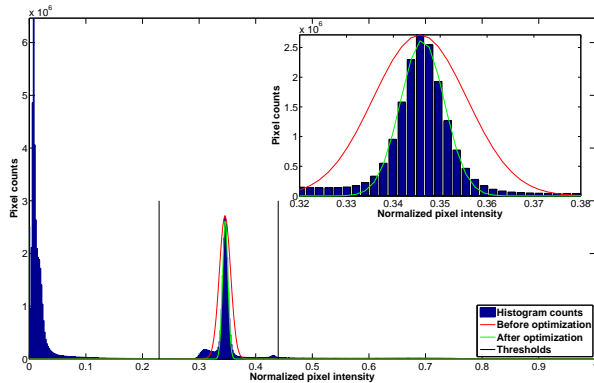 x 10^6
6
5
4
3
2
1
0
Pixel counts
0 0.1 0.2 0.3 0.4 0.5 0.6 0.7 0.8 0.9
Normalized pixel intensity
x 10^6
2.5
2
1.5
1
0.5
0
Pixel counts
0.32 0.33 0.34 0.35 0.36 0.37 0.38
Normalized pixel intensity
Histogram counts
Before optimization
After optimization
Thresholds